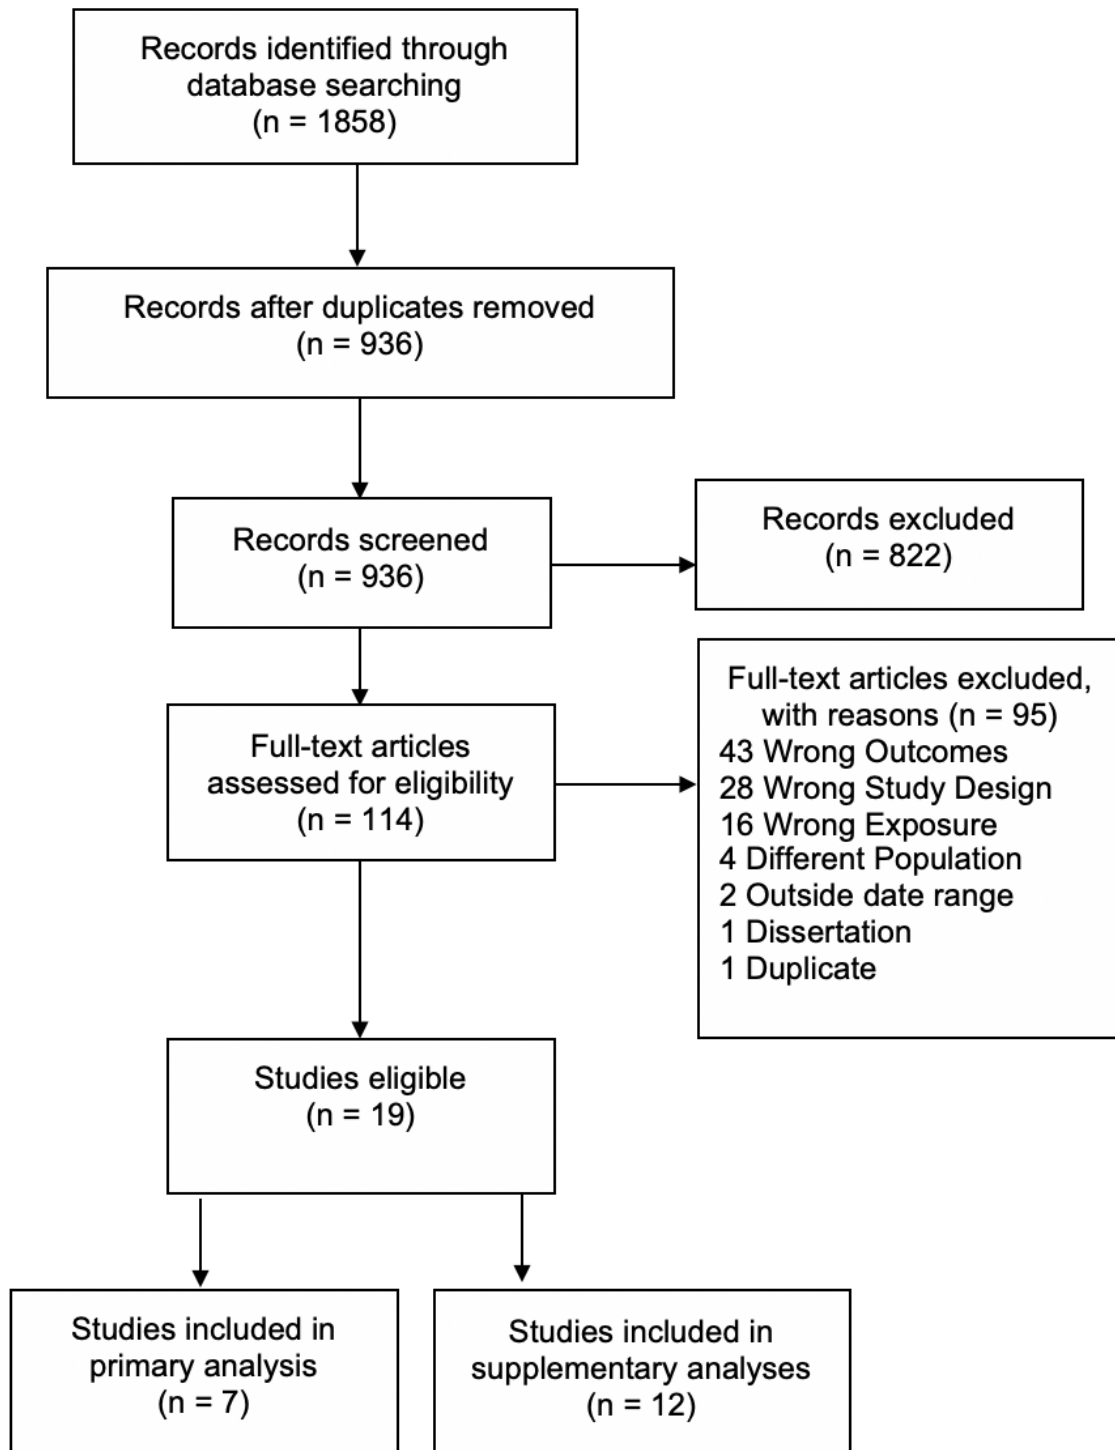 Records identified through
database searching
(n = 1858)
Records after duplicates removed
(n = 936)
Records screened
(n = 936)
Records excluded
(n = 822)
Full-text articles
assessed for eligibility
(n = 114)
Full-text articles excluded,
with reasons (n = 95)
43 Wrong Outcomes
28 Wrong Study Design
16 Wrong Exposure
4 Different Population
2 Outside date range
1 Dissertation
1 Duplicate
Studies eligible
(n = 19)
Studies included in
primary analysis
(n = 7)
Studies included in
supplementary analyses
(n = 12)